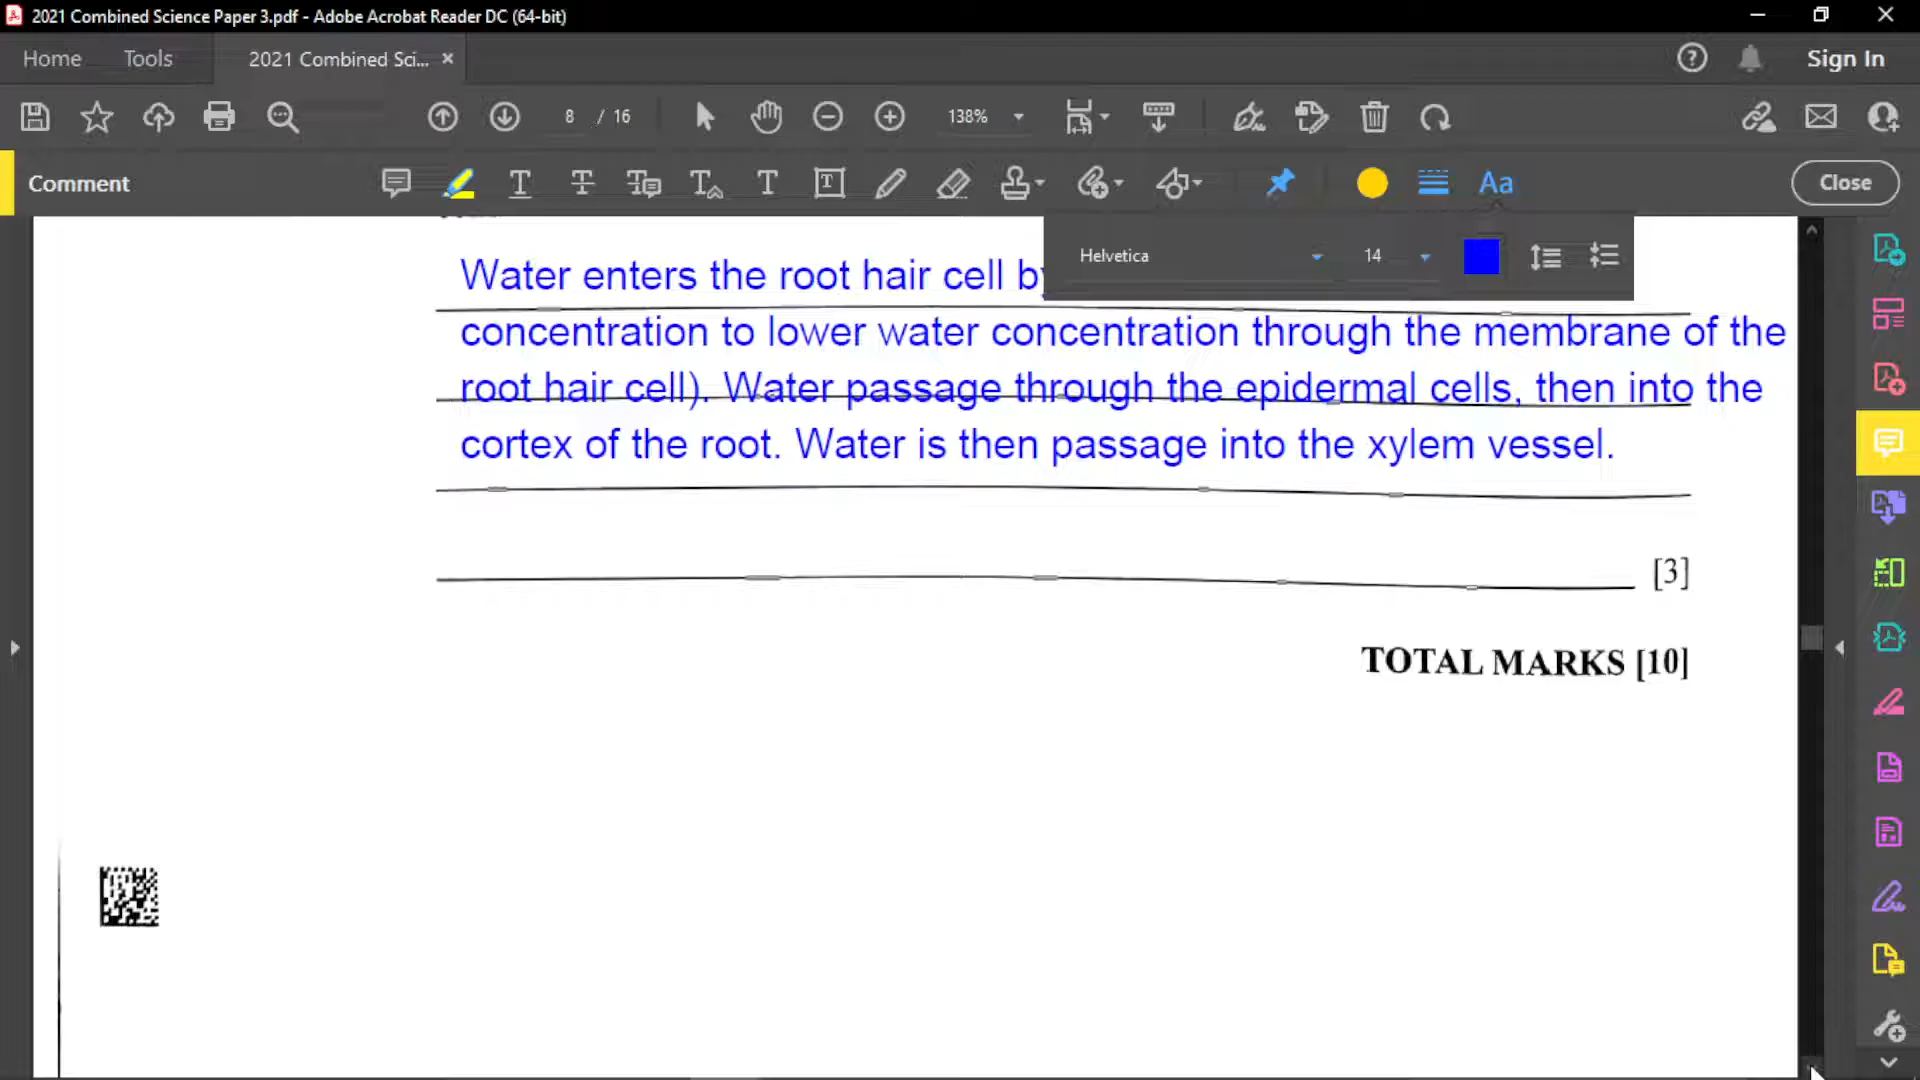 2021 Combined Science Paper 3.pdf - Adobe Acrobat Reader DC (64-bit)
Home Tools 2021 Combined Sci... × Sign In
8 / 16 138%
Comment Aa Close
Helvetica 14
Water enters the root hair cell by
concentration to lower water concentration through the membrane of the
root hair cell). Water passage through the epidermal cells, then into the
cortex of the root. Water is then passage into the xylem vessel.
[3]
TOTAL MARKS [10]